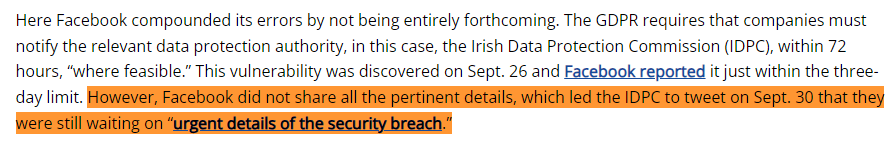 Here Facebook compounded its errors by not being entirely forthcoming. The GDPR requires that companies must
notify the relevant data protection authority, in this case, the Irish Data Protection Commission (IDPC), within 72
hours, “where feasible.” This vulnerability was discovered on Sept. 26 and Facebook reported it just within the three-
day limit. However, Facebook did not share all the pertinent details, which led the IDPC to tweet on Sept. 30 that they
were still waiting on “urgent details of the security breach.”